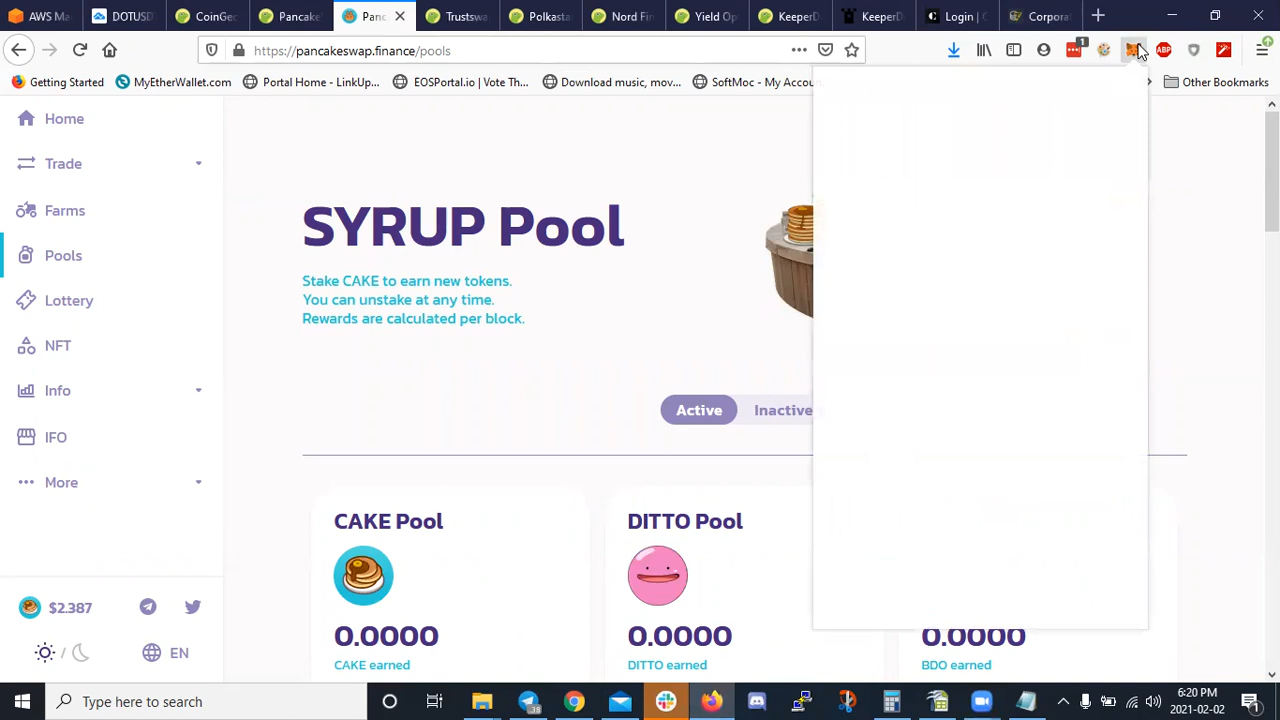 AWS Ma
DOTUSD
CoinGec
Pancake
Panc
Trustswa
Polkasta
Nord Fin
Yield Op
KeeperD
KeeperD
Login | C
Corporat
https://pancakeswap.finance/pools
1
ABP
Getting Started
MyEtherWallet.com
Portal Home - LinkUp...
EOSPortal.io | Vote Th...
Download music, mov...
SoftMoc - My Accou
Other Bookmarks
Home
Trade
Farms
Pools
Lottery
NFT
Info
IFO
More
$2.387
/
EN
SYRUP Pool
Stake CAKE to earn new tokens.
You can unstake at any time.
Rewards are calculated per block.
Active
Inactive
CAKE Pool
0.0000
CAKE earned
DITTO Pool
0.0000
DITTO earned
0.0000
BDO earned
Type here to search
38
6:20 PM
2021-02-02
1